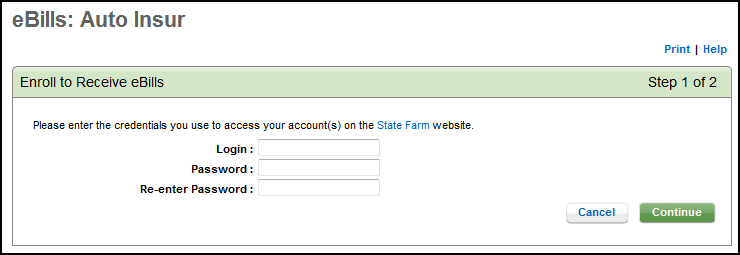 eBills: Auto Insur
Print | Help
Enroll to Receive eBills Step 1 of 2
Please enter the credentials you use to access your account(s) on the State Farm website.
Login :
Password :
Re-enter Password :
Cancel Continue